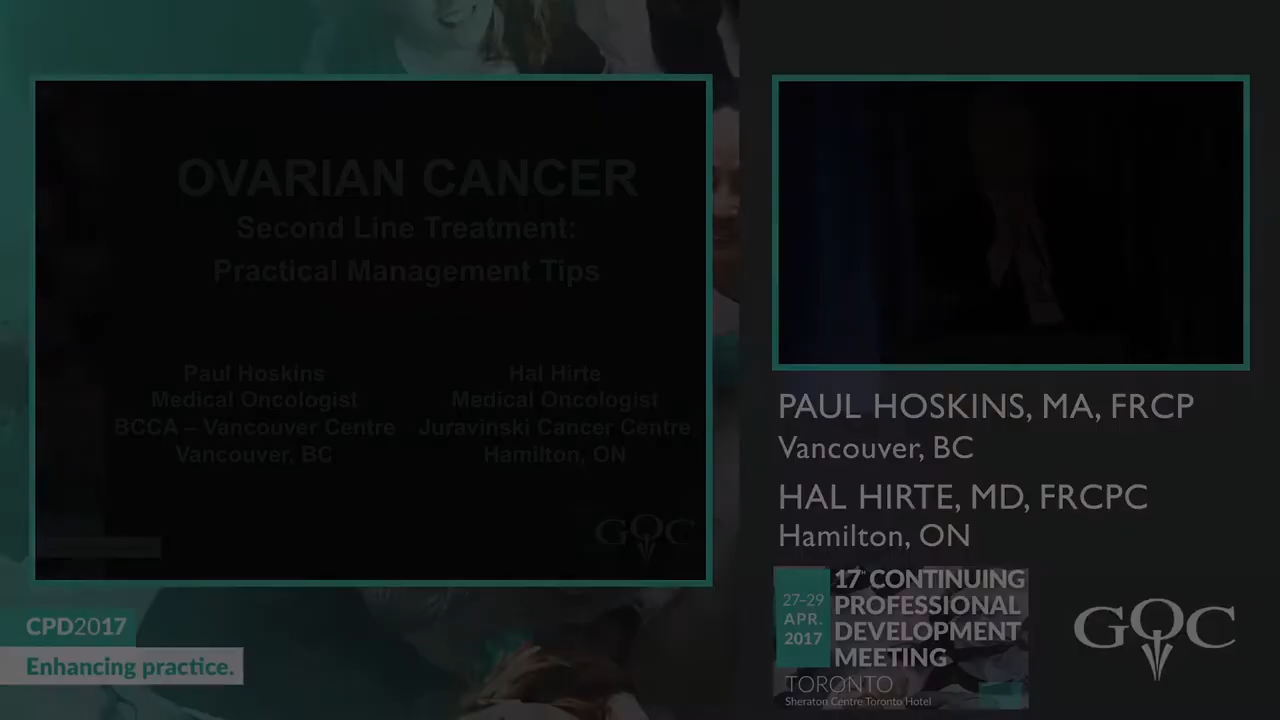 OVARIAN CANCER
Second Line Treatment:
Practical Management Tips
Paul Hoskins
Medical Oncologist
BCCA – Vancouver Centre
Vancouver, BC
Hal Hirte
Medical Oncologist
Juravinski Cancer Centre
Hamilton, ON
GOC
CPD2017
Enhancing practice.
PAUL HOSKINS, MA, FRCP
Vancouver, BC
HAL HIRTE, MD, FRCPC
Hamilton, ON
27–29
APR.
2017
17™ CONTINUING
PROFESSIONAL
DEVELOPMENT
MEETING
TORONTO
Sheraton Centre Toronto Hotel
GOC